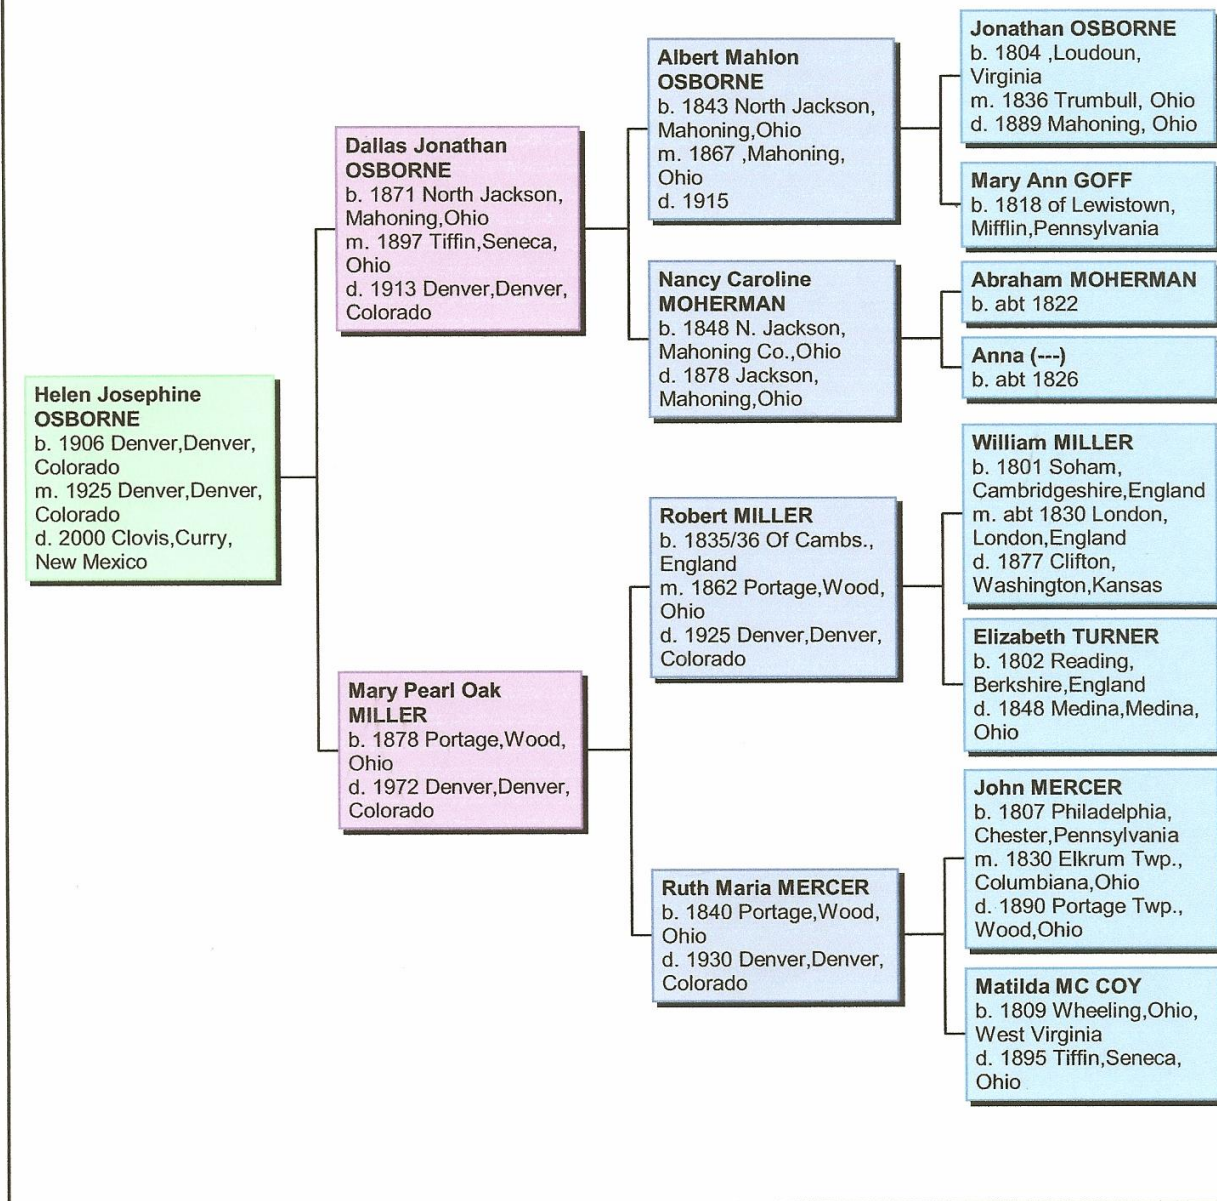 Helen Josephine
OSBORNE
b. 1906 Denver,Denver,
Colorado
m. 1925 Denver,Denver,
Colorado
d. 2000 Clovis,Curry,
New Mexico
Dallas Jonathan
OSBORNE
b. 1871 North Jackson,
Mahoning,Ohio
m. 1897 Tiffin,Seneca,
Ohio
d. 1913 Denver,Denver,
Colorado
Mary Pearl Oak
MILLER
b. 1878 Portage,Wood,
Ohio
d. 1972 Denver,Denver,
Colorado
Albert Mahlon
OSBORNE
b. 1843 North Jackson,
Mahoning,Ohio
m. 1867 ,Mahoning,
Ohio
d. 1915
Nancy Caroline
MOHERMAN
b. 1848 N. Jackson,
Mahoning Co.,Ohio
d. 1878 Jackson,
Mahoning,Ohio
Robert MILLER
b. 1835/36 Of Cambs.,
England
m. 1862 Portage,Wood,
Ohio
d. 1925 Denver,Denver,
Colorado
Ruth Maria MERCER
b. 1840 Portage,Wood,
Ohio
d. 1930 Denver,Denver,
Colorado
Jonathan OSBORNE
b. 1804 ,Loudoun,
Virginia
m. 1836 Trumbull, Ohio
d. 1889 Mahoning, Ohio
Mary Ann GOFF
b. 1818 of Lewistown,
Mifflin,Pennsylvania
Abraham MOHERMAN
b. abt 1822
Anna (---)
b. abt 1826
William MILLER
b. 1801 Soham,
Cambridgeshire,England
m. abt 1830 London,
London,England
d. 1877 Clifton,
Washington,Kansas
Elizabeth TURNER
b. 1802 Reading,
Berkshire,England
d. 1848 Medina,Medina,
Ohio
John MERCER
b. 1807 Philadelphia,
Chester,Pennsylvania
m. 1830 Elkrum Twp.,
Columbiana,Ohio
d. 1890 Portage Twp.,
Wood,Ohio
Matilda MC COY
b. 1809 Wheeling,Ohio,
West Virginia
d. 1895 Tiffin,Seneca,
Ohio